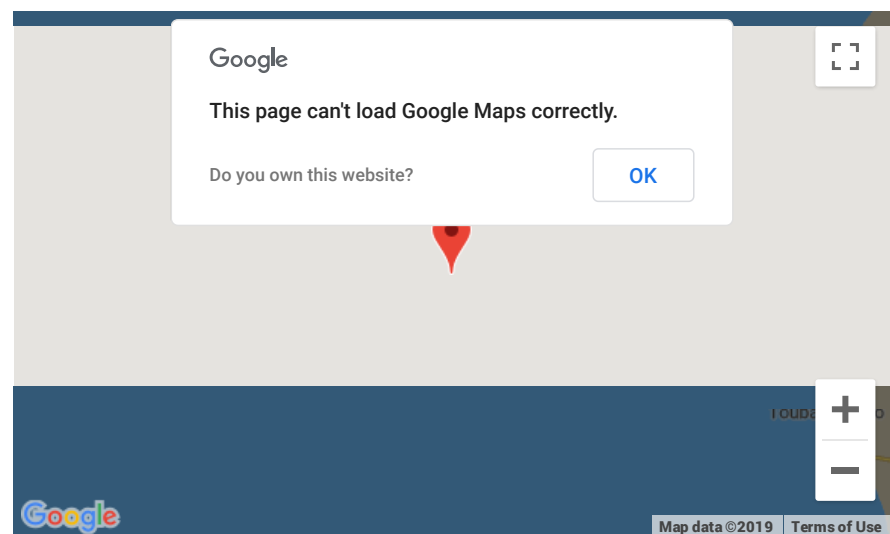 Google
This page can't load Google Maps correctly.
Do you own this website?
OK
Google
Map data ©2019
Terms of Use